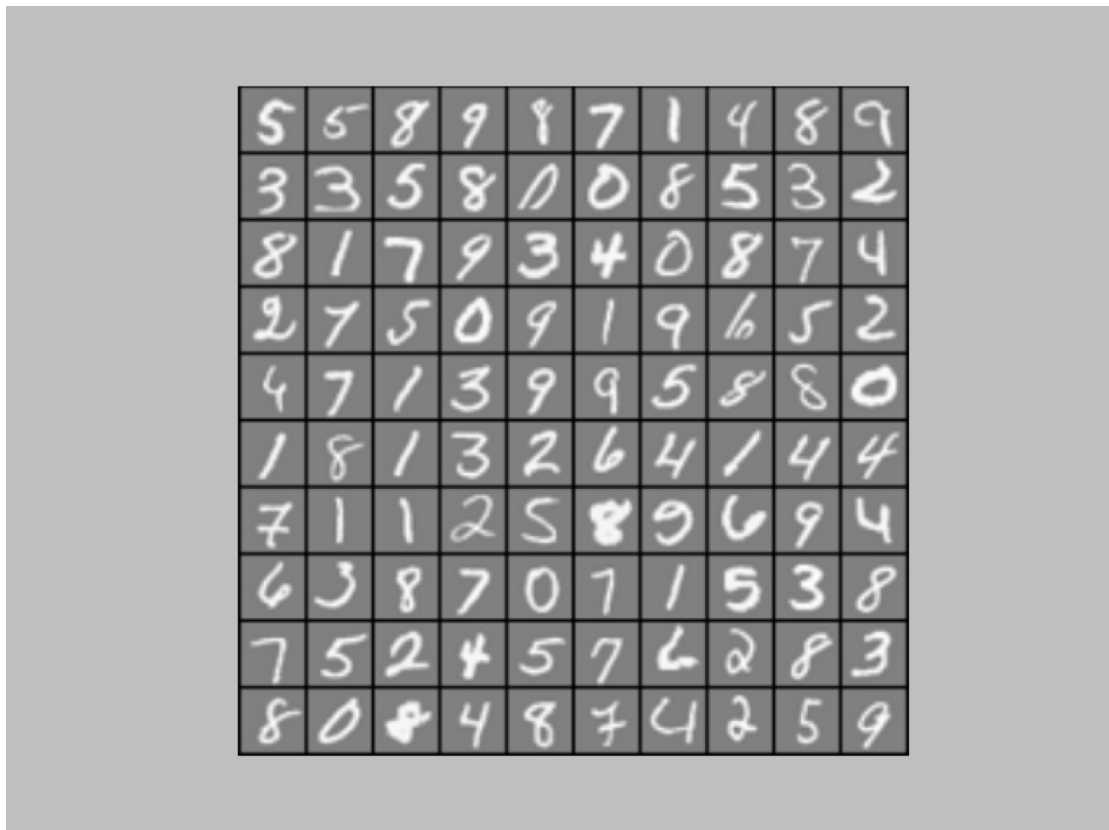 5 5 8 9 8 7 1 4 8 9
3 3 5 8 0 0 8 5 3 2
8 1 7 9 3 4 0 8 7 4
2 7 5 0 9 1 9 6 5 2
4 7 1 3 9 9 5 8 8 0
1 8 1 3 2 6 4 1 4 4
7 1 1 2 5 8 9 6 9 4
6 3 8 7 0 7 1 5 3 8
7 5 2 4 5 7 6 2 8 3
8 0 8 4 8 7 4 2 5 9